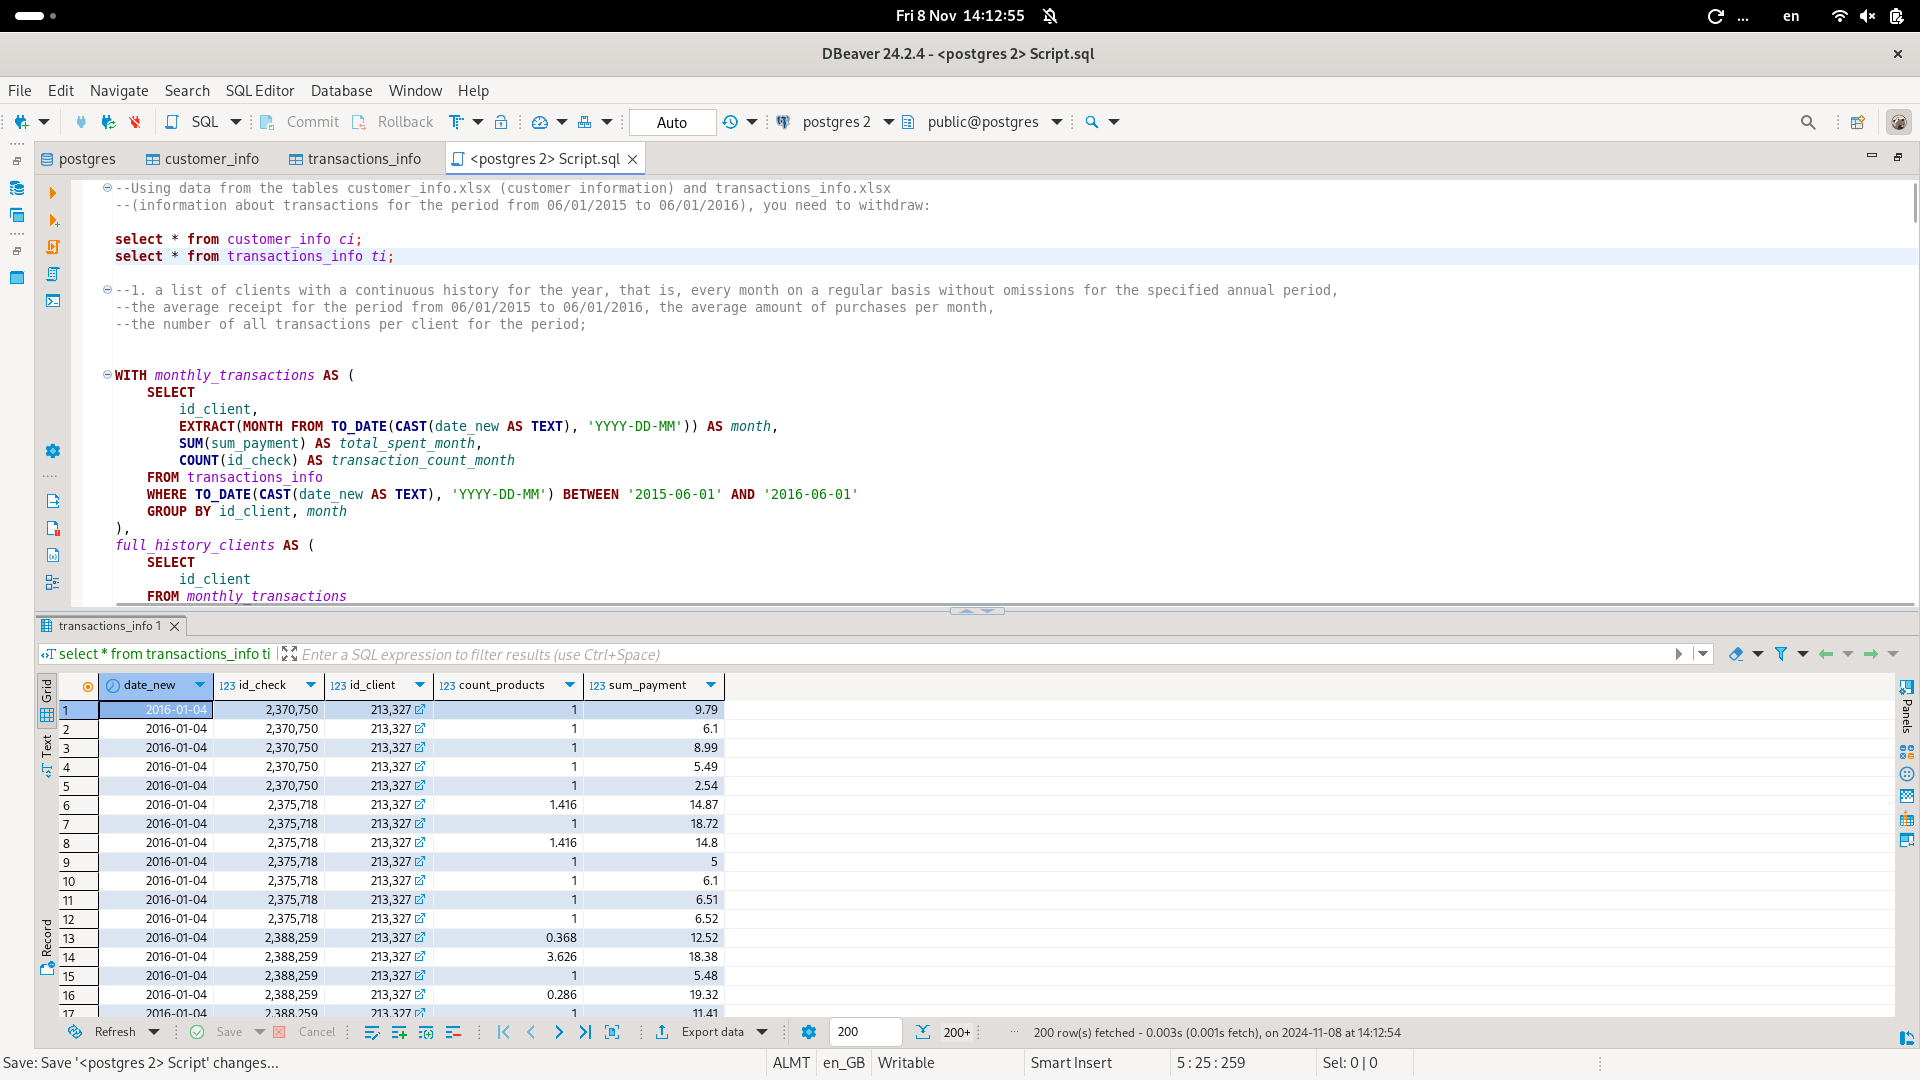 Fri 8 Nov 14:12:55
... en
DBeaver 24.2.4 - <postgres 2> Script.sql
File Edit Navigate Search SQL Editor Database Window Help
SQL Commit Rollback Auto postgres 2 public@postgres
postgres customer_info transactions_info <postgres 2> Script.sql
--Using data from the tables customer_info.xlsx (customer information) and transactions_info.xlsx
--(information about transactions for the period from 06/01/2015 to 06/01/2016), you need to withdraw:
select * from customer_info ci;
select * from transactions_info ti;
--1. a list of clients with a continuous history for the year, that is, every month on a regular basis without omissions for the specified annual period,
--the average receipt for the period from 06/01/2015 to 06/01/2016, the average amount of purchases per month,
--the number of all transactions per client for the period;
WITH monthly_transactions AS (
SELECT
id_client,
EXTRACT(MONTH FROM TO_DATE(CAST(date_new AS TEXT), 'YYYY-DD-MM')) AS month,
SUM(sum_payment) AS total_spent_month,
COUNT(id_check) AS transaction_count_month
FROM transactions_info
WHERE TO_DATE(CAST(date_new AS TEXT), 'YYYY-DD-MM') BETWEEN '2015-06-01' AND '2016-06-01'
GROUP BY id_client, month
),
full_history_clients AS (
SELECT
id_client
FROM monthly_transactions
transactions_info 1
select * from transactions_info ti Enter a SQL expression to filter results (use Ctrl+Space)
Grid
Text
Record
Panels
date_new 123 id_check 123 id_client 123 count_products 123 sum_payment
1 2016-01-04 2,370,750 213,327 1 9.79
2 2016-01-04 2,370,750 213,327 1 6.1
3 2016-01-04 2,370,750 213,327 1 8.99
4 2016-01-04 2,370,750 213,327 1 5.49
5 2016-01-04 2,370,750 213,327 1 2.54
6 2016-01-04 2,375,718 213,327 1.416 14.87
7 2016-01-04 2,375,718 213,327 1 18.72
8 2016-01-04 2,375,718 213,327 1.416 14.8
9 2016-01-04 2,375,718 213,327 1 5
10 2016-01-04 2,375,718 213,327 1 6.1
11 2016-01-04 2,375,718 213,327 1 6.51
12 2016-01-04 2,375,718 213,327 1 6.52
13 2016-01-04 2,388,259 213,327 0.368 12.52
14 2016-01-04 2,388,259 213,327 3.626 18.38
15 2016-01-04 2,388,259 213,327 1 5.48
16 2016-01-04 2,388,259 213,327 0.286 19.32
17 2016-01-04 2,388,259 213,327 1 11.41
Refresh Save Cancel Export data 200 200+ ... 200 row(s) fetched - 0.003s (0.001s fetch), on 2024-11-08 at 14:12:54
Save: Save '<postgres 2> Script' changes... ALMT en_GB Writable Smart Insert 5 : 25 : 259 Sel: 0 | 0